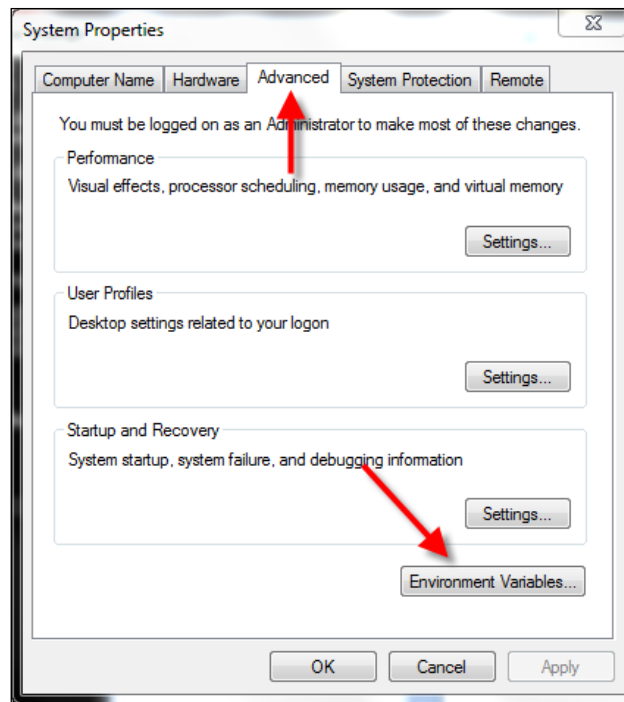 System Properties
Computer Name Hardware Advanced System Protection Remote
You must be logged on as an Administrator to make most of these changes.
Performance
Visual effects, processor scheduling, memory usage, and virtual memory
Settings...
User Profiles
Desktop settings related to your logon
Settings...
Startup and Recovery
System startup, system failure, and debugging information
Settings...
Environment Variables...
OK Cancel Apply